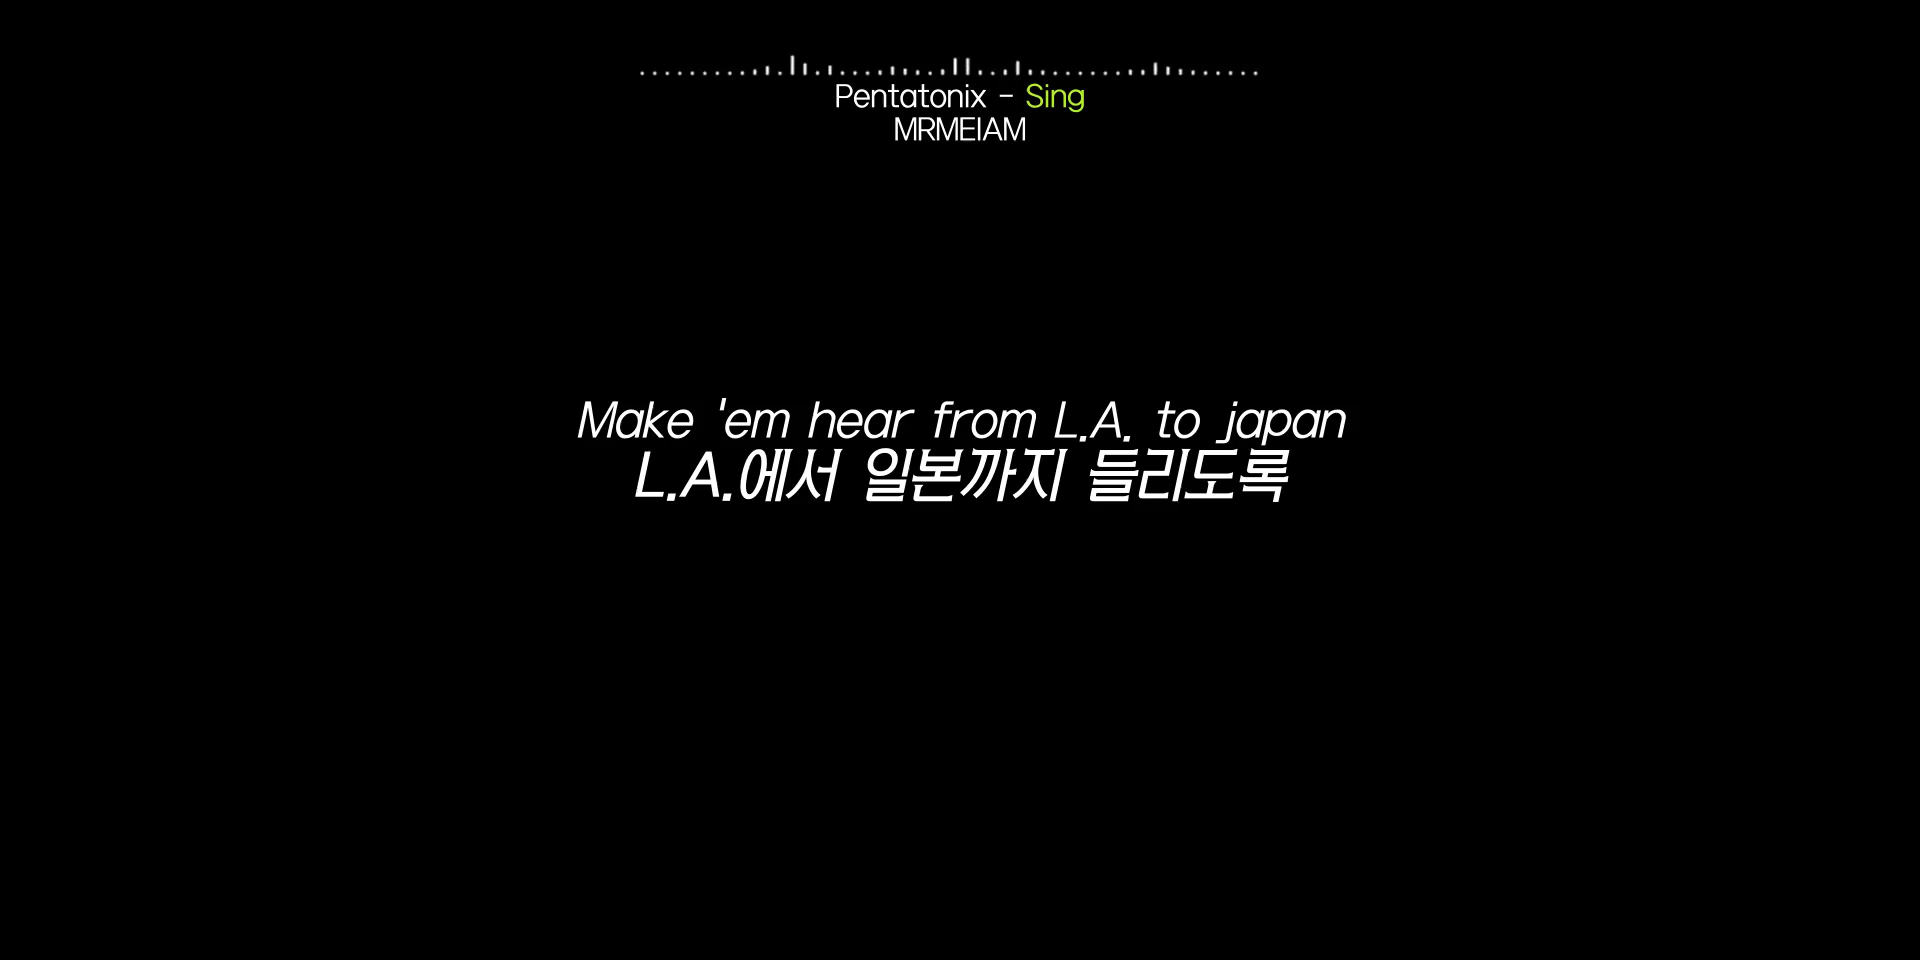 Pentatonix - Sing
MRMEIAM
Make 'em hear from L.A. to japan
L.A.에서 일본까지 들리도록